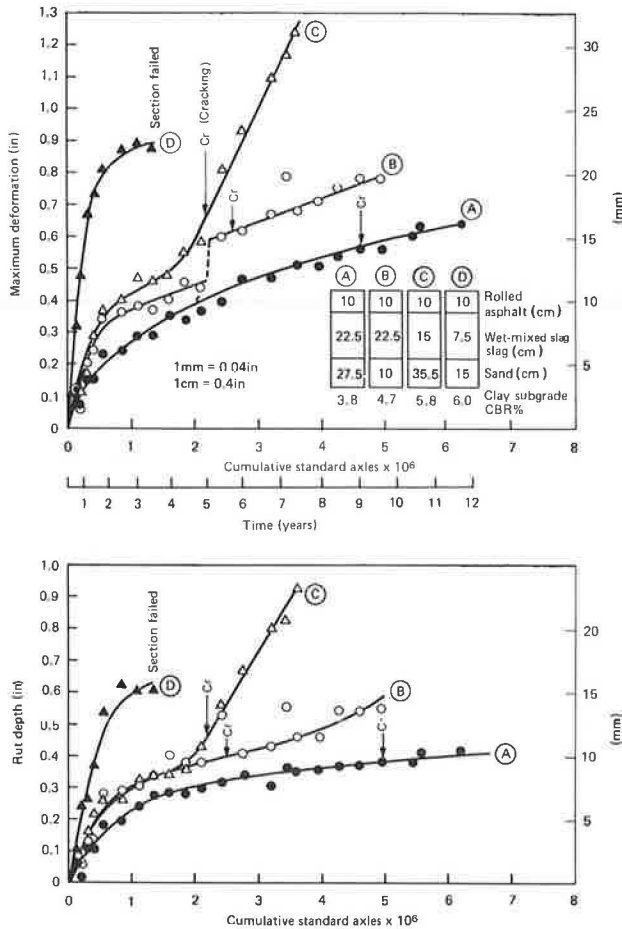 Maximum deformation (in)
1.3
1.2
1.1
1.0
0.9
0.8
0.7
0.6
0.5
0.4
0.3
0.2
0.1
0
30
25
20
15
10
5
(mm)
Section failed
D
Cr (Cracking)
C
Cr
B
Cr
A
1mm = 0.04in
1cm = 0.4in
A B C D
10 10 10 10 Rolled asphalt (cm)
22.5 22.5 15 7.5 Wet-mixed slag slag (cm)
27.5 10 35.5 15 Sand (cm)
3.8 4.7 5.8 6.0 Clay subgrade CBR%
0 1 2 3 4 5 6 7 8
Cumulative standard axles x 10⁶
1 2 3 4 5 6 7 8 9 10 11 12
Time (years)
Rut depth (in)
1.0
0.9
0.8
0.7
0.6
0.5
0.4
0.3
0.2
0.1
0
20
15
10
5
(mm)
Section failed
D
Cr
C
Cr
B
A
0 1 2 3 4 5 6 7 8
Cumulative standard axles x 10⁶